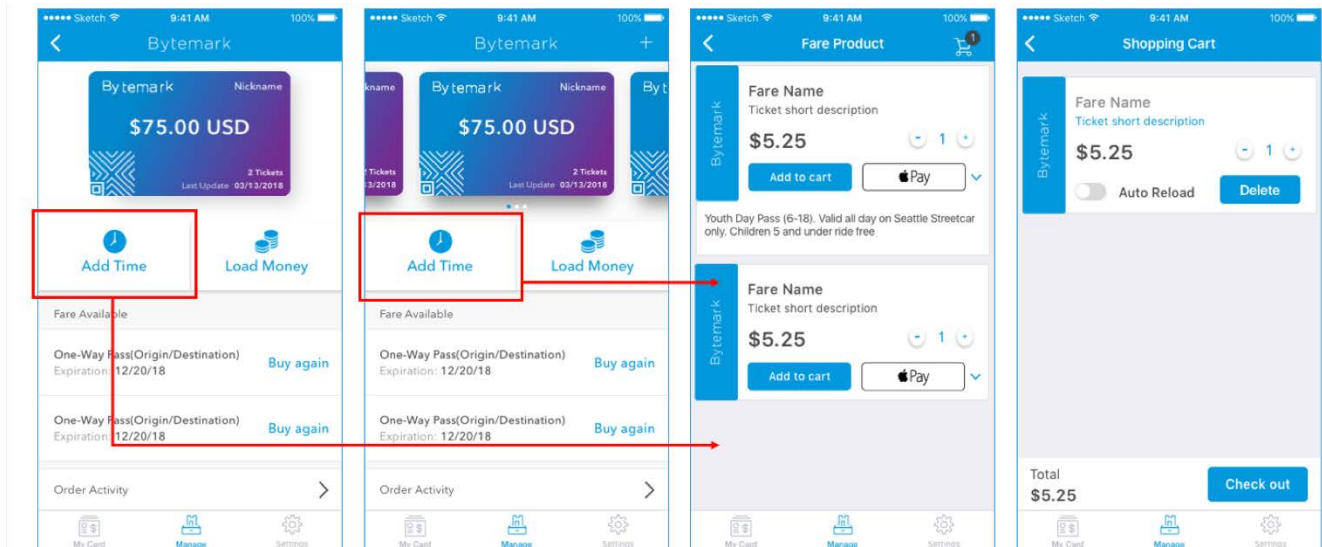 Sketch 9:41 AM 100%
Bytemark
Bytemark Nickname
$75.00 USD
2 Tickets
Last Update 03/13/2018
Add Time Load Money
Fare Available
One-Way Pass(Origin/Destination)
Expiration: 12/20/18
Buy again
One-Way Pass(Origin/Destination)
Expiration: 12/20/18
Buy again
Order Activity
My Card Manage Settings
Sketch 9:41 AM 100%
Bytemark +
kname
Tickets
3/2018
Bytemark Nickname
$75.00 USD
2 Tickets
Last Update 03/13/2018
Byt
Add Time Load Money
Fare Available
One-Way Pass(Origin/Destination)
Expiration: 12/20/18
Buy again
One-Way Pass(Origin/Destination)
Expiration: 12/20/18
Buy again
Order Activity
My Card Manage Settings
Sketch 9:41 AM 100%
Fare Product 1
Bytemark
Fare Name
Ticket short description
$5.25 - 1 +
Add to cart Pay
Youth Day Pass (6-18). Valid all day on Seattle Streetcar
only. Children 5 and under ride free
Bytemark
Fare Name
Ticket short description
$5.25 - 1 +
Add to cart Pay
My Card Manage Settings
Sketch 9:41 AM 100%
Shopping Cart
Bytemark
Fare Name
Ticket short description
$5.25 - 1 +
Auto Reload Delete
Total
$5.25
Check out
My Card Manage Settings